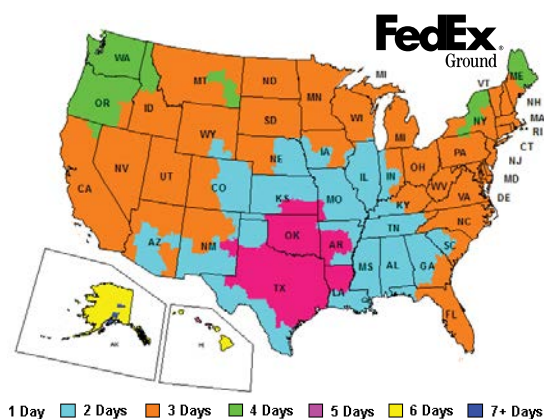 FedEx®
Ground
WA
MT
ND
MN
MI
VT
ME
OR
ID
SD
WI
MI
NY
NH
MA
RI
CT
WY
NE
IA
PA
NJ
NV
UT
CO
IL
IN
OH
MD
CA
KS
MO
WV
VA
DE
KY
AZ
NM
OK
AR
TN
NC
SC
TX
LA
MS
AL
GA
FL
AK
HI
1 Day 2 Days 3 Days 4 Days 5 Days 6 Days 7+ Days